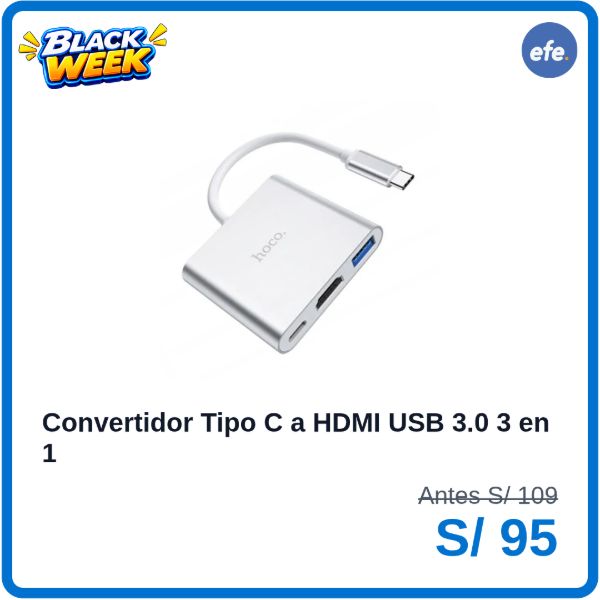 BLACK
WEEK
efe.
hoco.
Convertidor Tipo C a HDMI USB 3.0 3 en
1
Antes S/ 109
S/ 95